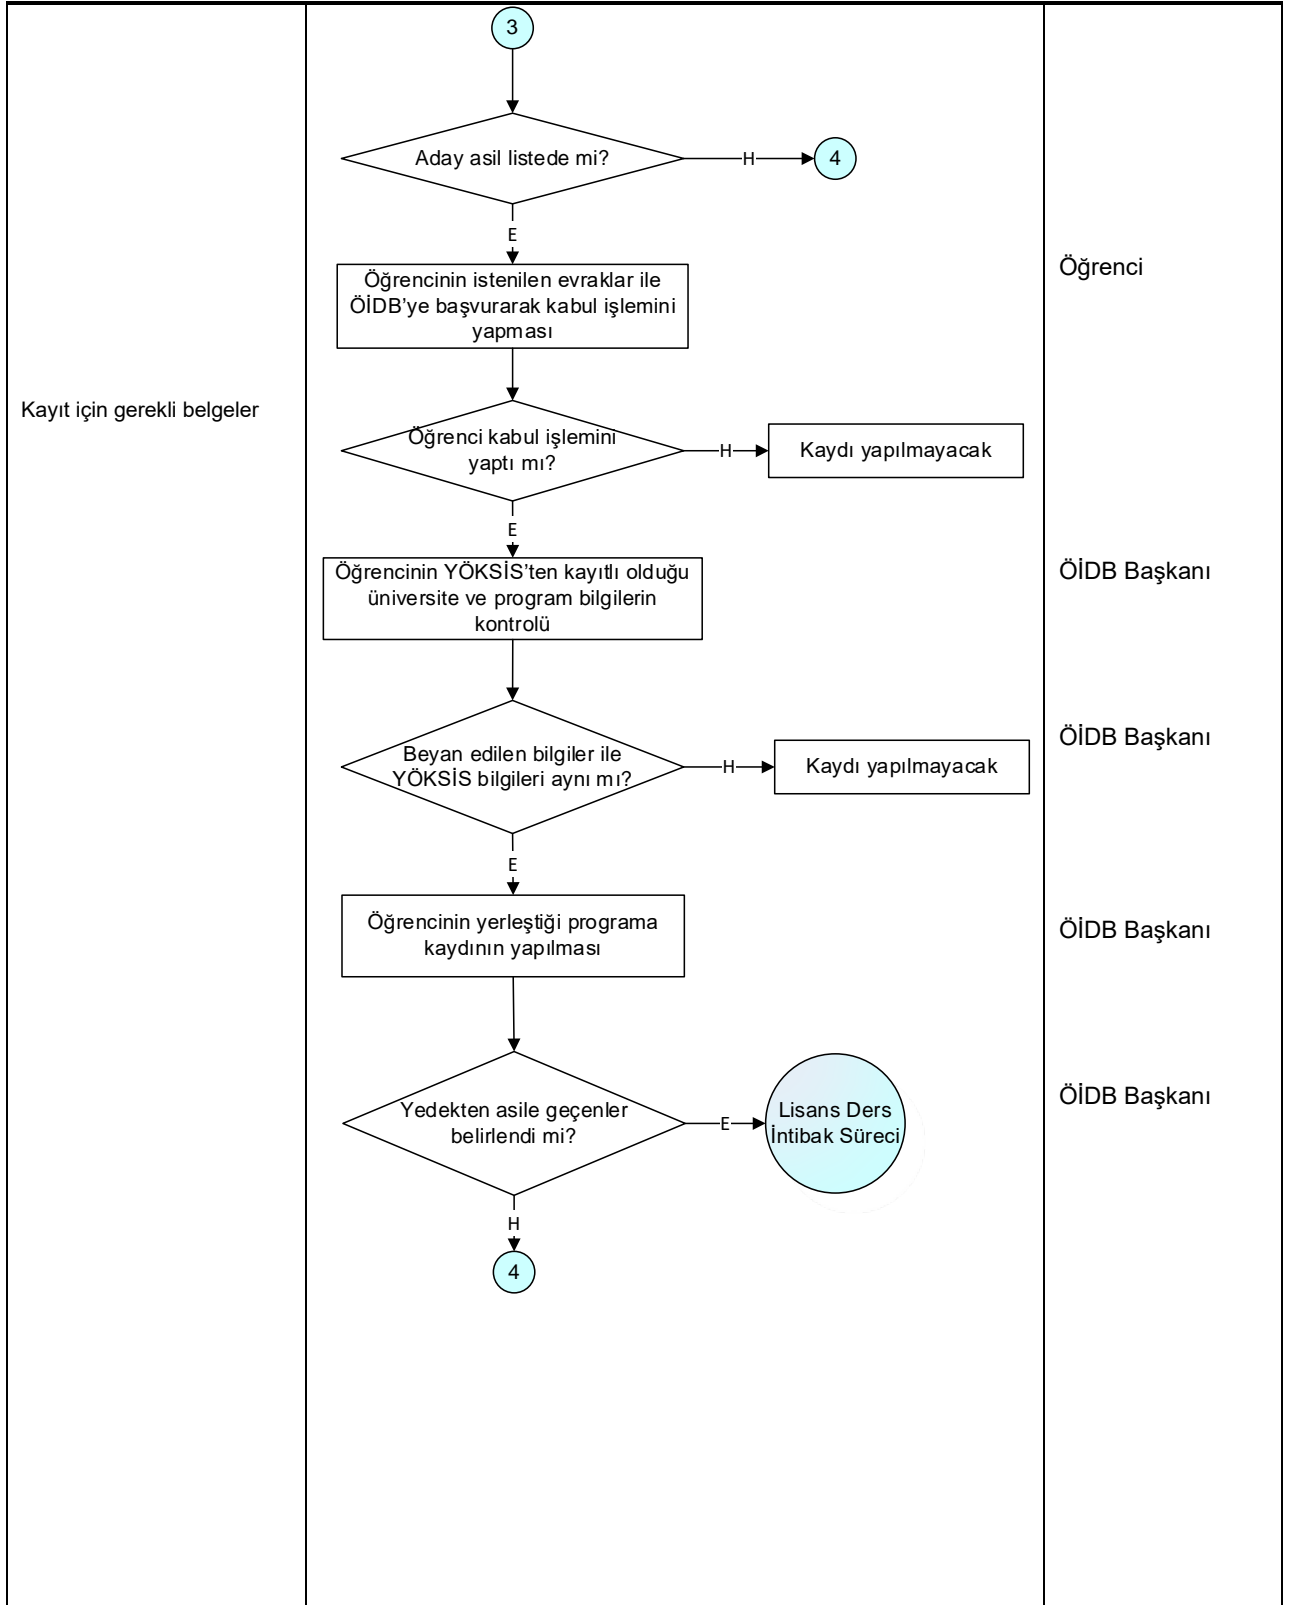 3
Aday asil listede mi?
H
4
E
Öğrenci
Öğrencinin istenilen evraklar ile
ÖİDB'ye başvurarak kabul işlemini
yapması
Kayıt için gerekli belgeler
Öğrenci kabul işlemini
yaptı mı?
H
Kaydı yapılmayacak
E
Öğrencinin YÖKSİS'ten kayıtlı olduğu
üniversite ve program bilgilerin
kontrolü
ÖİDB Başkanı
Beyan edilen bilgiler ile
YÖKSİS bilgileri aynı mı?
H
Kaydı yapılmayacak
ÖİDB Başkanı
E
Öğrencinin yerleştiği programa
kaydının yapılması
ÖİDB Başkanı
Yedekten asile geçenler
belirlendi mi?
E
Lisans Ders
İntibak Süreci
ÖİDB Başkanı
H
4